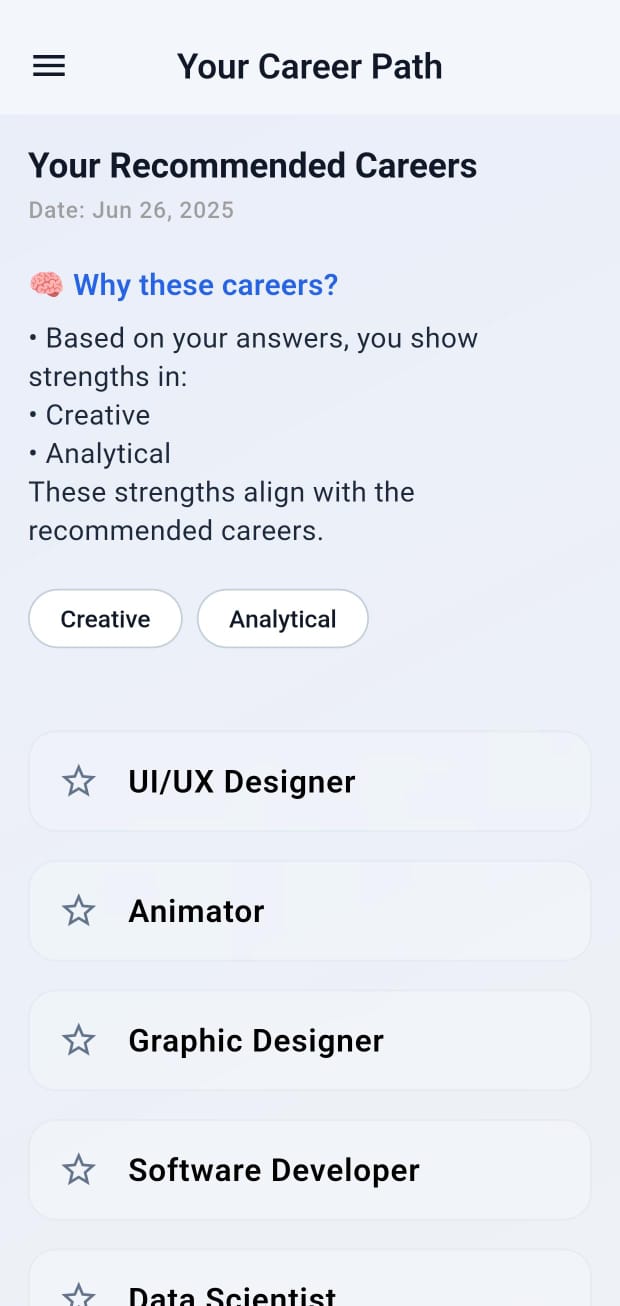 Your Career Path
Your Recommended Careers
Date: Jun 26, 2025
🧠 Why these careers?
• Based on your answers, you show
strengths in:
• Creative
• Analytical
These strengths align with the
recommended careers.
Creative
Analytical
UI/UX Designer
Animator
Graphic Designer
Software Developer
Data Scientist